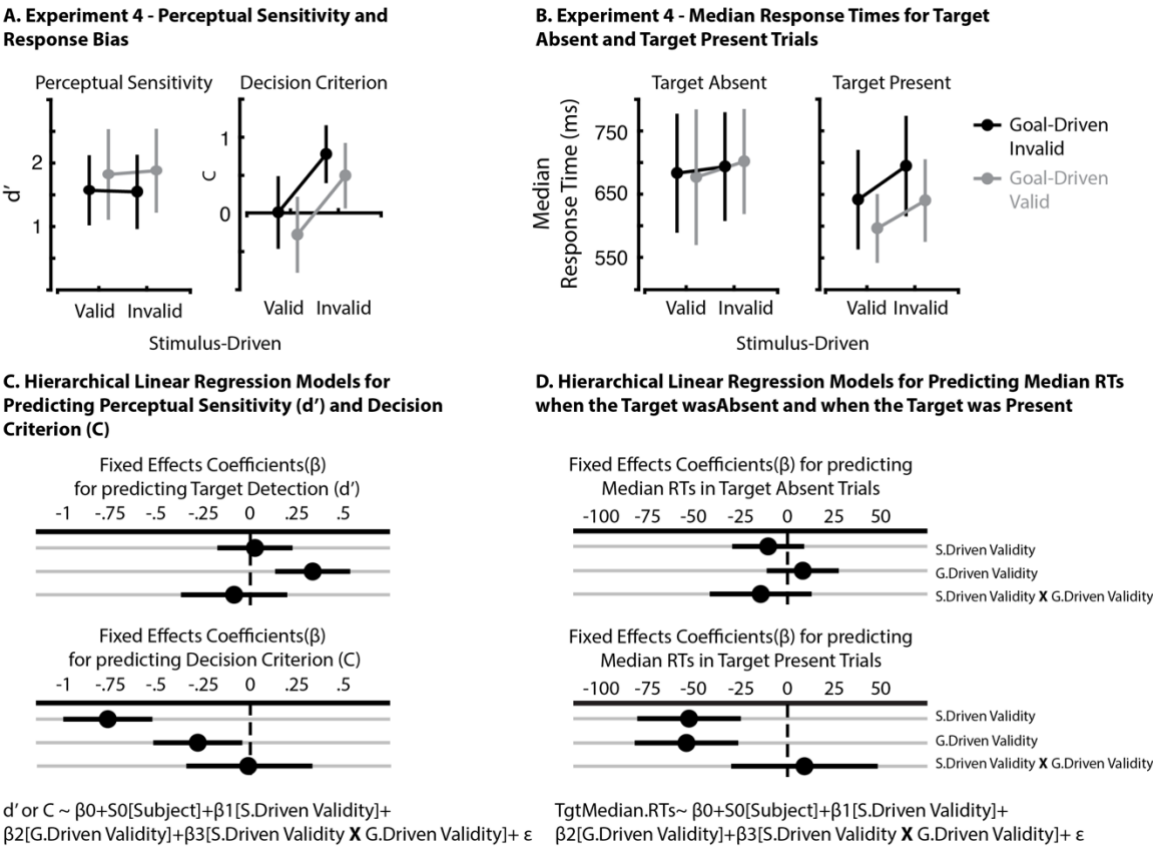 A. Experiment 4 - Perceptual Sensitivity and
Response Bias
Perceptual Sensitivity
Decision Criterion
d'
2
1
C
1
0
Valid Invalid
Valid Invalid
Stimulus-Driven
B. Experiment 4 - Median Response Times for Target
Absent and Target Present Trials
Target Absent
Target Present
Median
Response Time (ms)
750
650
550
Valid Invalid
Valid Invalid
Stimulus-Driven
Goal-Driven
Invalid
Goal-Driven
Valid
C. Hierarchical Linear Regression Models for
Predicting Perceptual Sensitivity (d') and Decision
Criterion (C)
Fixed Effects Coefficients(β)
for predicting Target Detection (d')
-1 -.75 -.5 -.25 0 .25 .5
Fixed Effects Coefficients(β)
for predicting Decision Criterion (C)
-1 -.75 -.5 -.25 0 .25 .5
d' or C ~ β0+S0[Subject]+β1[S.Driven Validity]+
β2[G.Driven Validity]+β3[S.Driven Validity X G.Driven Validity]+ ε
D. Hierarchical Linear Regression Models for Predicting Median RTs
when the Target wasAbsent and when the Target was Present
Fixed Effects Coefficients(β) for predicting
Median RTs in Target Absent Trials
-100 -75 -50 -25 0 25 50
S.Driven Validity
G.Driven Validity
S.Driven Validity X G.Driven Validity
Fixed Effects Coefficients(β) for predicting
Median RTs in Target Present Trials
-100 -75 -50 -25 0 25 50
S.Driven Validity
G.Driven Validity
S.Driven Validity X G.Driven Validity
TgtMedian.RTs~ β0+S0[Subject]+β1[S.Driven Validity]+
β2[G.Driven Validity]+β3[S.Driven Validity X G.Driven Validity]+ ε